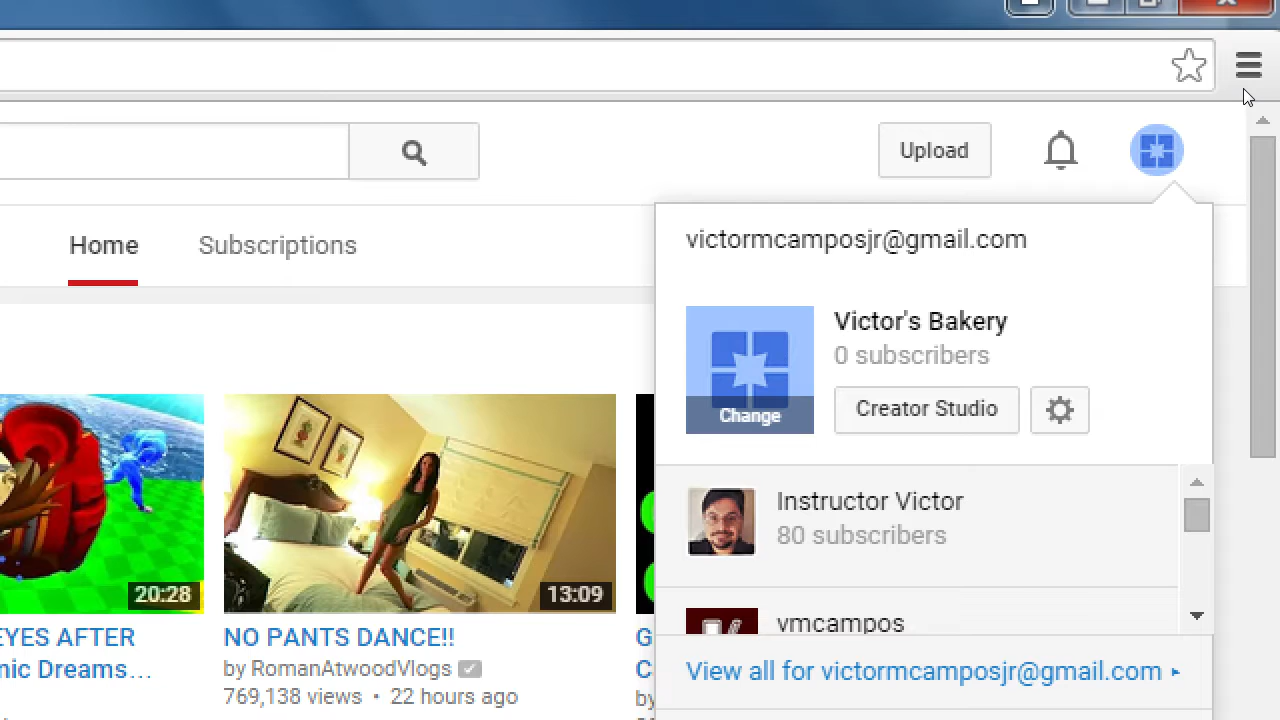 Upload
Home
Subscriptions
victormcamposjr@gmail.com
Victor's Bakery
0 subscribers
Change
Creator Studio
Instructor Victor
80 subscribers
vmcampos
View all for victormcamposjr@gmail.com ▸
20:28
EYES AFTER
nic Dreams...
13:09
NO PANTS DANCE!!
by RomanAtwoodVlogs
769,138 views • 22 hours ago
G
C
by